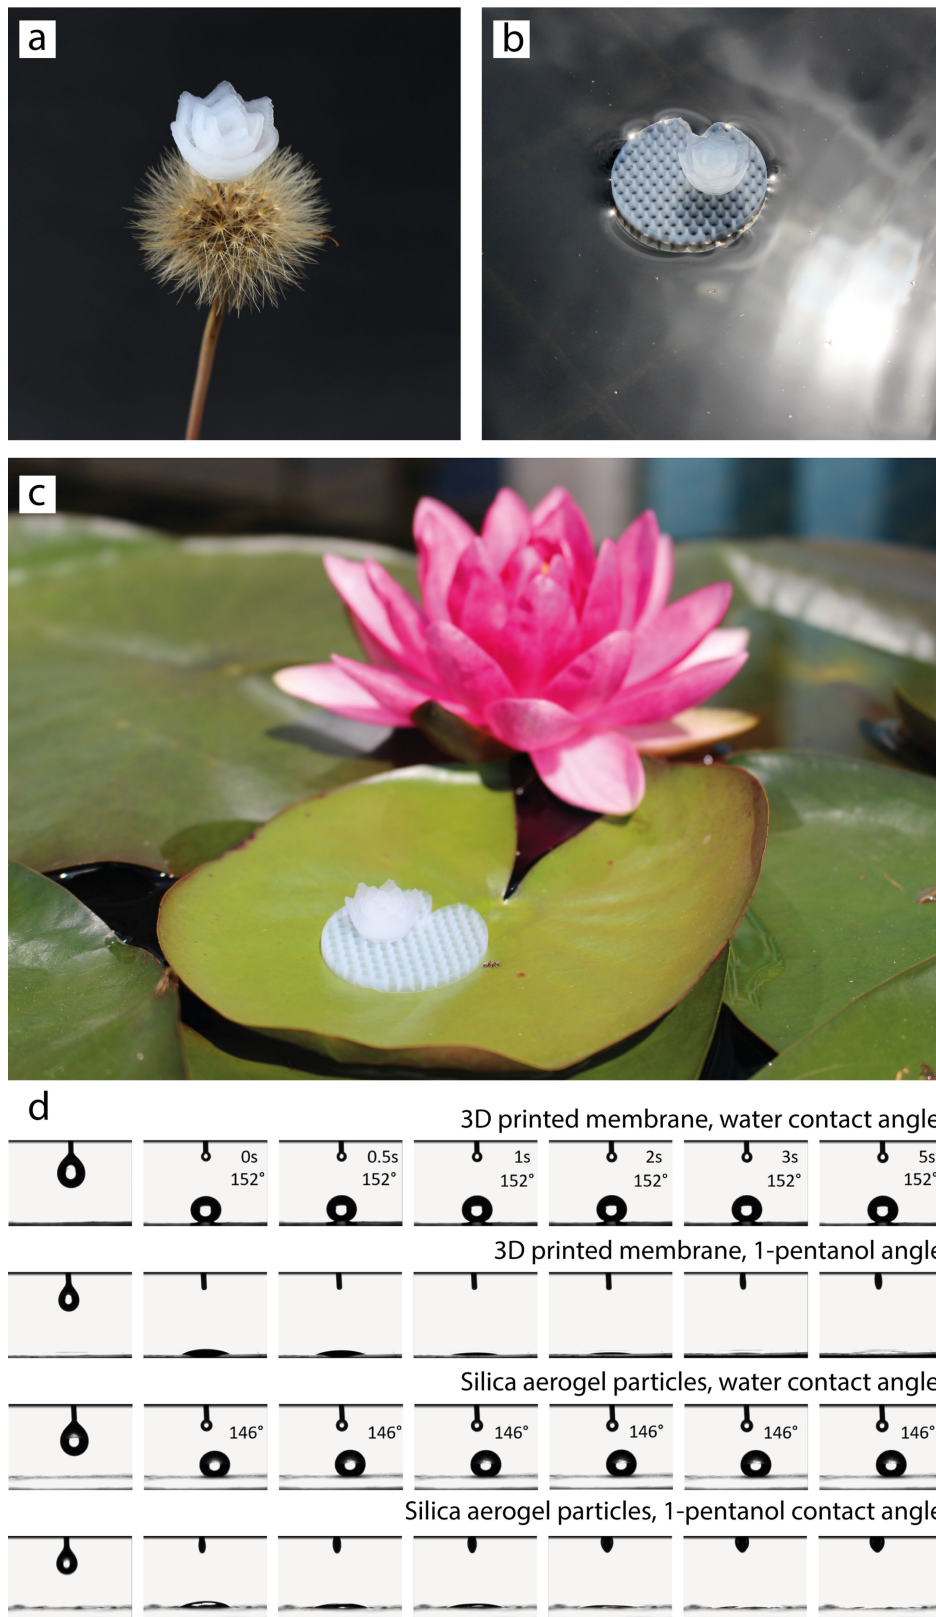 a
b
c
d
3D printed membrane, water contact angle
0s 0.5s 1s 2s 3s 5s
152° 152° 152° 152° 152° 152°
3D printed membrane, 1-pentanol angle
Silica aerogel particles, water contact angle
146° 146° 146° 146° 146° 146°
Silica aerogel particles, 1-pentanol contact angle